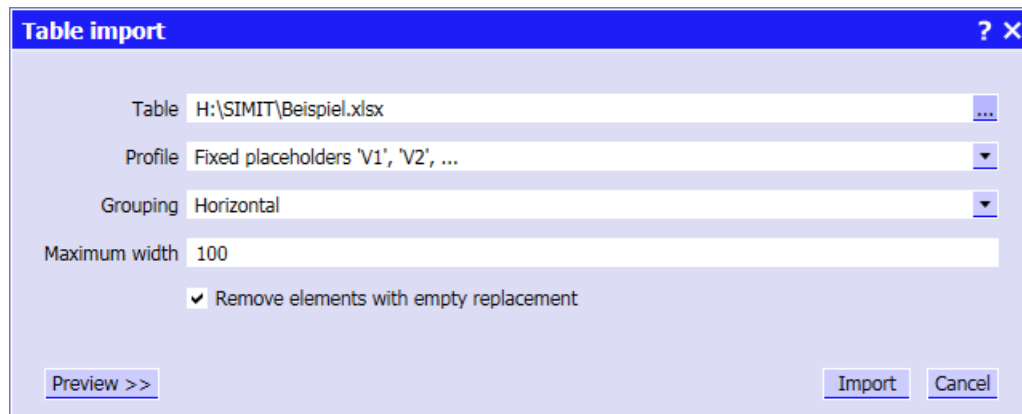 Table import ? ×
Table H:\SIMIT\Beispiel.xlsx ...
Profile Fixed placeholders 'V1', 'V2', ...
Grouping Horizontal
Maximum width 100
Remove elements with empty replacement
Preview >> Import Cancel